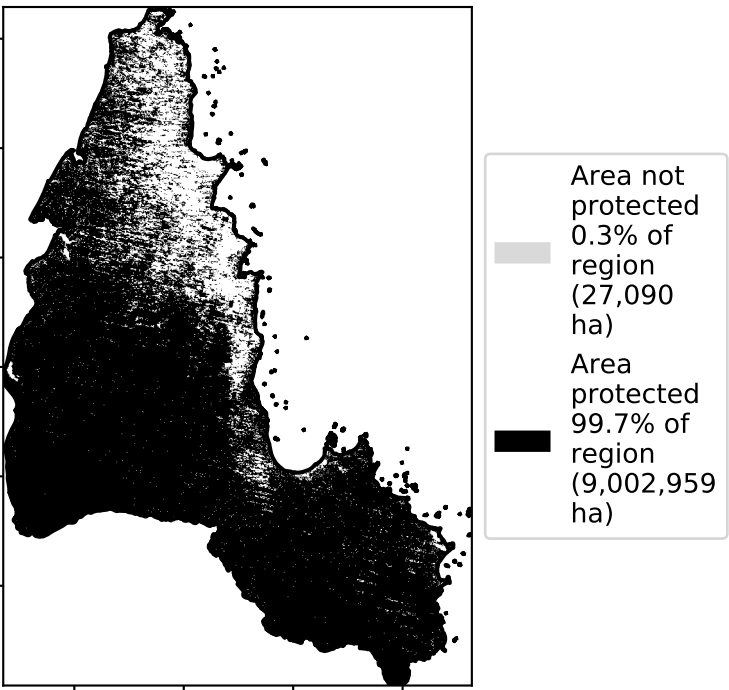 Area not
protected
0.3% of
region
(27,090
ha)
Area
protected
99.7% of
region
(9,002,959
ha)